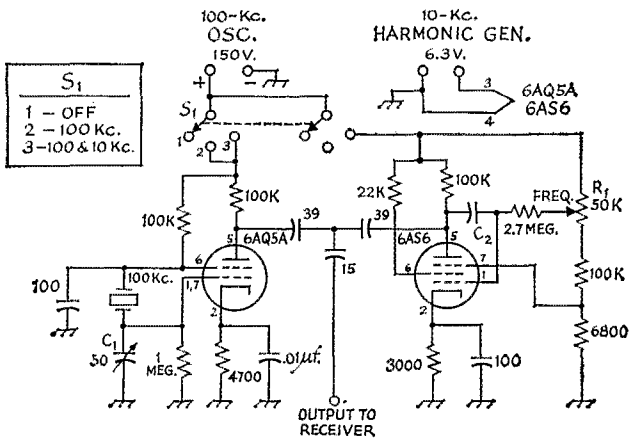 100-Kc.
OSC.
150V.
+
-
10-Kc.
HARMONIC GEN.
6.3V.
3
4
6AQ5A
6AS6
S1
1 - OFF
2 - 100 Kc.
3 - 100 & 10 Kc.
S1
1
2
3
100K
100K
22K
100K
FREQ.
R1
50K
39
39
C2
2.7 MEG.
5
6AQ5A
6AS6
5
6
1,7
2
15
6
7
1
2
100K
100
100 Kc.
C1
50
1
MEG.
4700
.01µf.
3000
100
6800
OUTPUT TO
RECEIVER